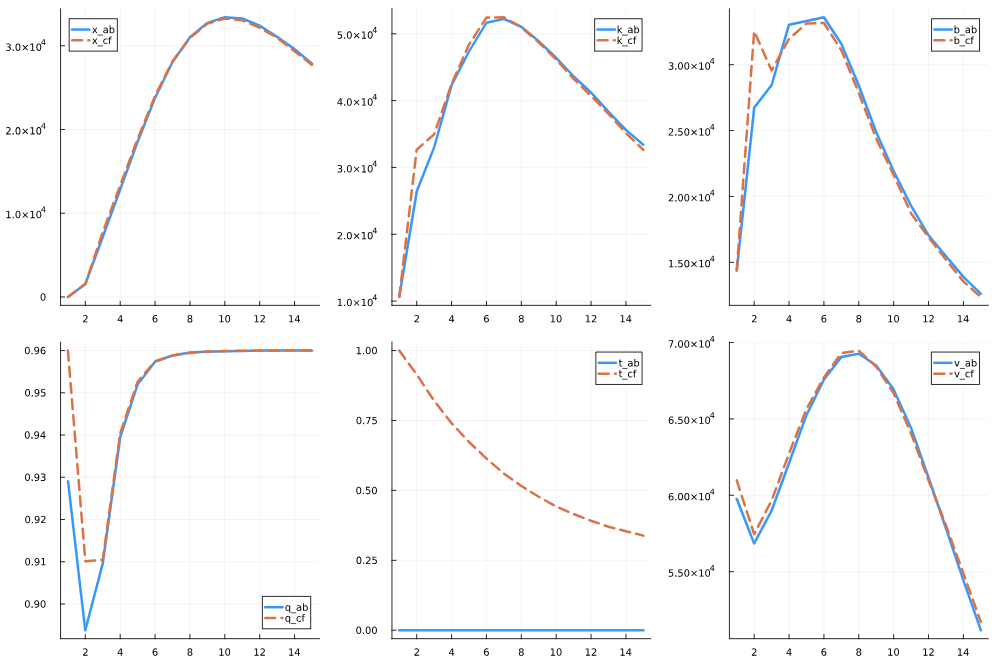 x_ab
x_cf
3.0×10⁴
2.0×10⁴
1.0×10⁴
0
2 4 6 8 10 12 14
k_ab
k_cf
5.0×10⁴
4.0×10⁴
3.0×10⁴
2.0×10⁴
1.0×10⁴
2 4 6 8 10 12 14
b_ab
b_cf
3.00×10⁴
2.50×10⁴
2.00×10⁴
1.50×10⁴
2 4 6 8 10 12 14
0.96
0.95
0.94
0.93
0.92
0.91
0.90
q_ab
q_cf
2 4 6 8 10 12 14
1.00
t_ab
t_cf
0.75
0.50
0.25
0.00
2 4 6 8 10 12 14
7.00×10⁴
v_ab
v_cf
6.50×10⁴
6.00×10⁴
5.50×10⁴
2 4 6 8 10 12 14